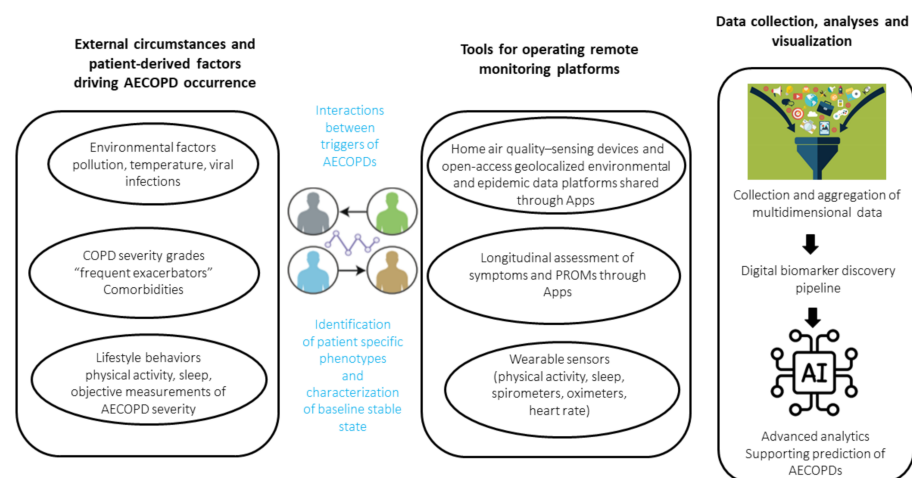 External circumstances and
patient-derived factors
driving AECOPD occurrence
Environmental factors
pollution, temperature, viral
infections
COPD severity grades
“frequent exacerbators”
Comorbidities
Lifestyle behaviors
physical activity, sleep,
objective measurements of
AECOPD severity
Interactions
between
triggers of
AECOPDs
Identification
of patient specific
phenotypes
and
characterization
of baseline stable
state
Tools for operating remote
monitoring platforms
Home air quality–sensing devices and
open-access geolocalized environmental
and epidemic data platforms shared
through Apps
Longitudinal assessment of
symptoms and PROMs through
Apps
Wearable sensors
(physical activity, sleep,
spirometers, oximeters,
heart rate)
Data collection, analyses and
visualization
Collection and aggregation of
multidimensional data
Digital biomarker discovery
pipeline
AI
Advanced analytics
Supporting prediction of
AECOPDs